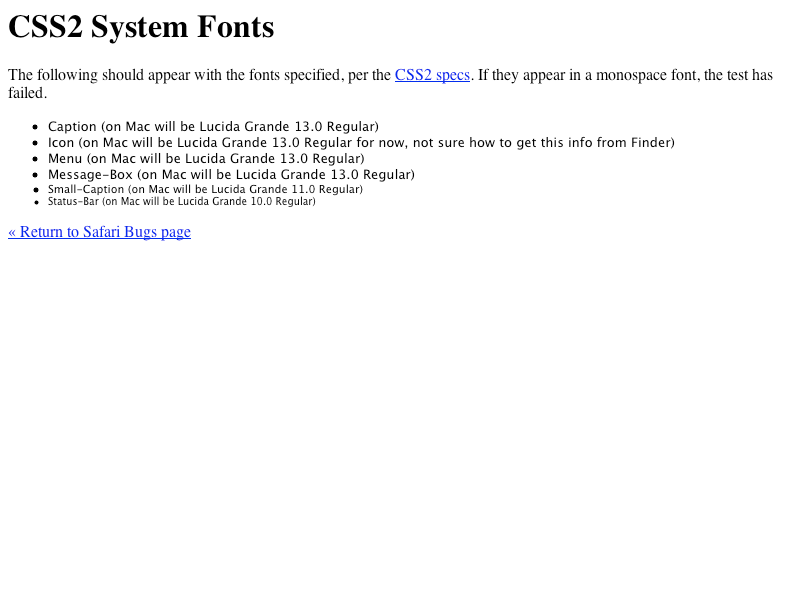 CSS2 System Fonts
The following should appear with the fonts specified, per the CSS2 specs. If they appear in a monospace font, the test has
failed.
• Caption (on Mac will be Lucida Grande 13.0 Regular)
• Icon (on Mac will be Lucida Grande 13.0 Regular for now, not sure how to get this info from Finder)
• Menu (on Mac will be Lucida Grande 13.0 Regular)
• Message-Box (on Mac will be Lucida Grande 13.0 Regular)
• Small-Caption (on Mac will be Lucida Grande 11.0 Regular)
• Status-Bar (on Mac will be Lucida Grande 10.0 Regular)
« Return to Safari Bugs page